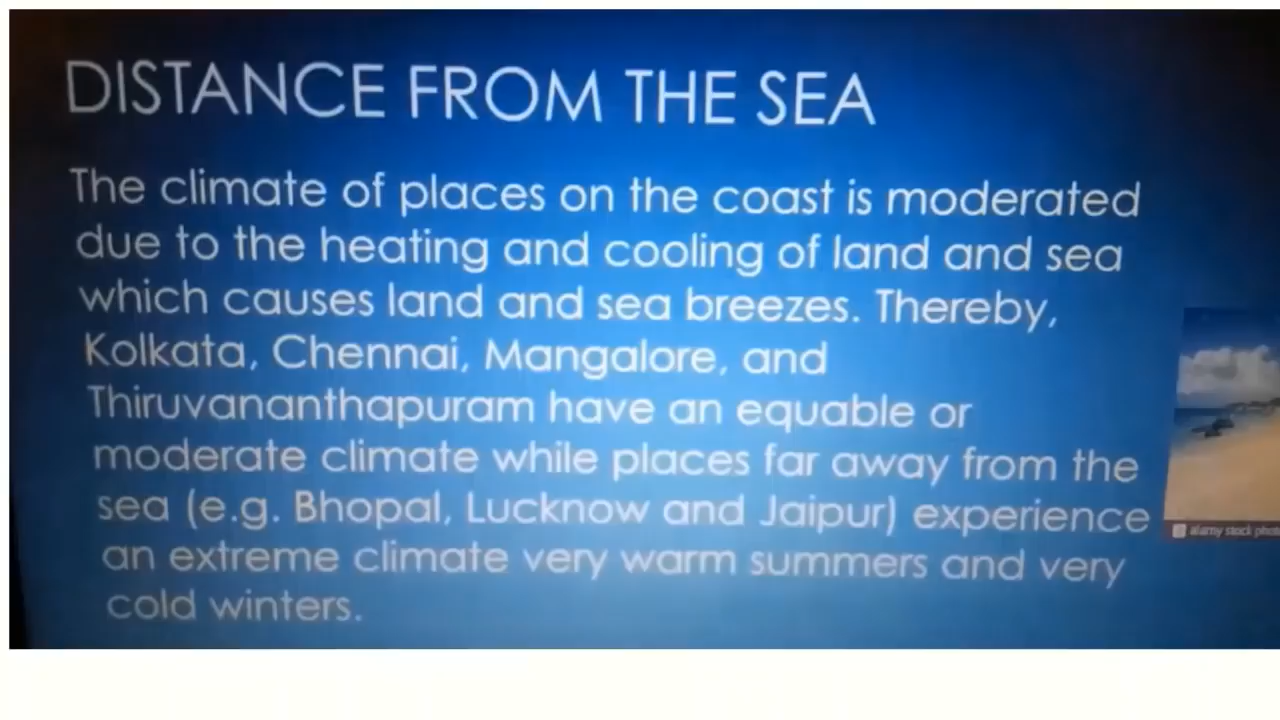 DISTANCE FROM THE SEA
The climate of places on the coast is moderated
due to the heating and cooling of land and sea
which causes land and sea breezes. Thereby,
Kolkata, Chennai, Mangalore, and
Thiruvananthapuram have an equable or
moderate climate while places far away from the
sea (e.g. Bhopal, Lucknow and Jaipur) experience
an extreme climate very warm summers and very
cold winters.
alamy stock photo